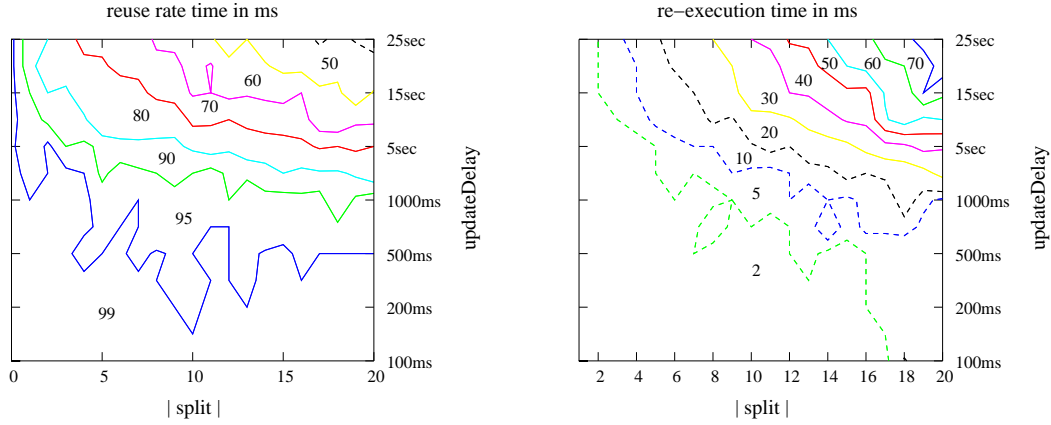 reuse rate time in ms
50
60
70
80
90
95
99
25sec
15sec
5sec
1000ms
500ms
200ms
100ms
updateDelay
0
5
10
15
20
| split |
re-execution time in ms
50
60
70
40
30
20
10
5
2
25sec
15sec
5sec
1000ms
500ms
200ms
100ms
updateDelay
2
4
6
8
10
12
14
16
18
20
| split |